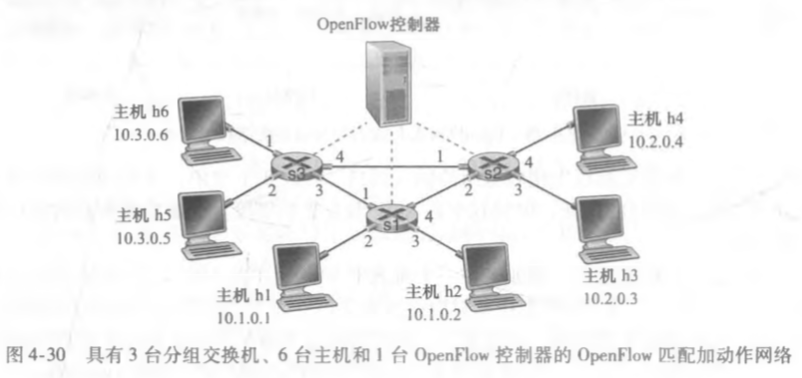 OpenFlow控制器
主机 h6
10.3.0.6
主机 h4
10.2.0.4
1
4
1
4
s3
s2
2
3
1
2
3
主机 h5
10.3.0.5
s1
4
2
3
主机 h3
10.2.0.3
主机 h1
10.1.0.1
主机 h2
10.1.0.2
图 4-30 具有 3 台分组交换机、6 台主机和 1 台 OpenFlow 控制器的 OpenFlow 匹配加动作网络